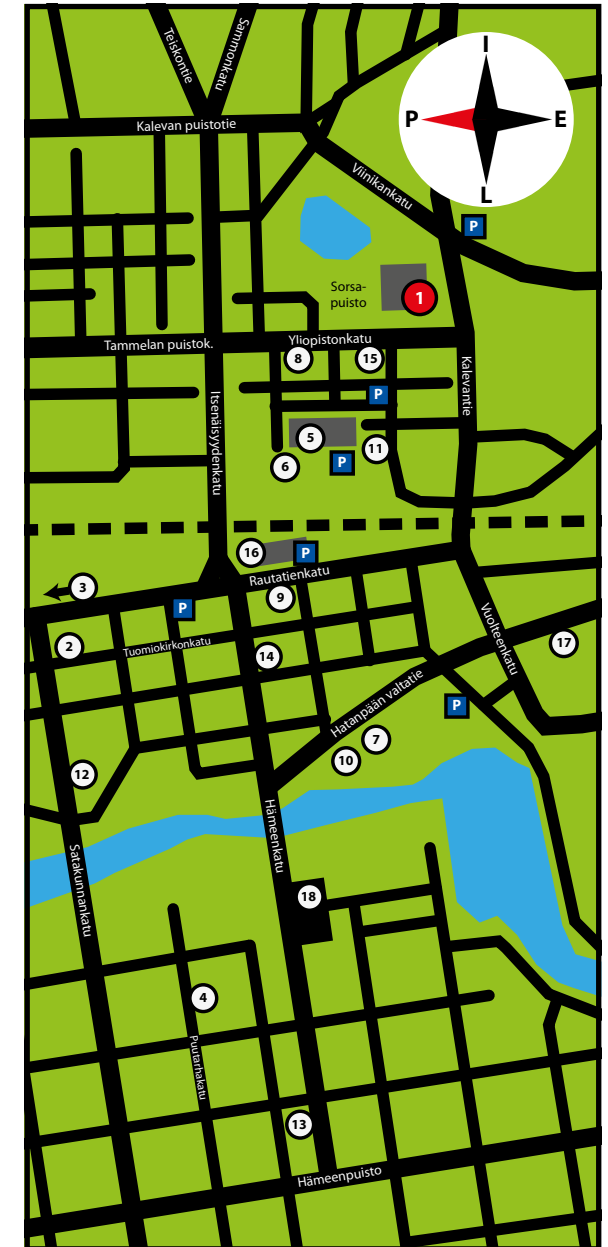 Teiskontie
Sammonkatu
I
P
E
L
Kalevan puistotie
Viinikankatu
P
Sorsa-
puisto
1
Tammelan puistok.
Yliopistonkatu
8
15
Kalevantie
Itsenäisyydenkatu
P
5
11
6
P
16
P
Rautatienkatu
3
9
P
2
Tuomiokirkonkatu
14
Vuolteenkatu
17
Hatanpään valtatie
P
7
10
12
Hämeenkatu
Satakunnankatu
18
4
Puutarhakatu
13
Hämeenpuisto